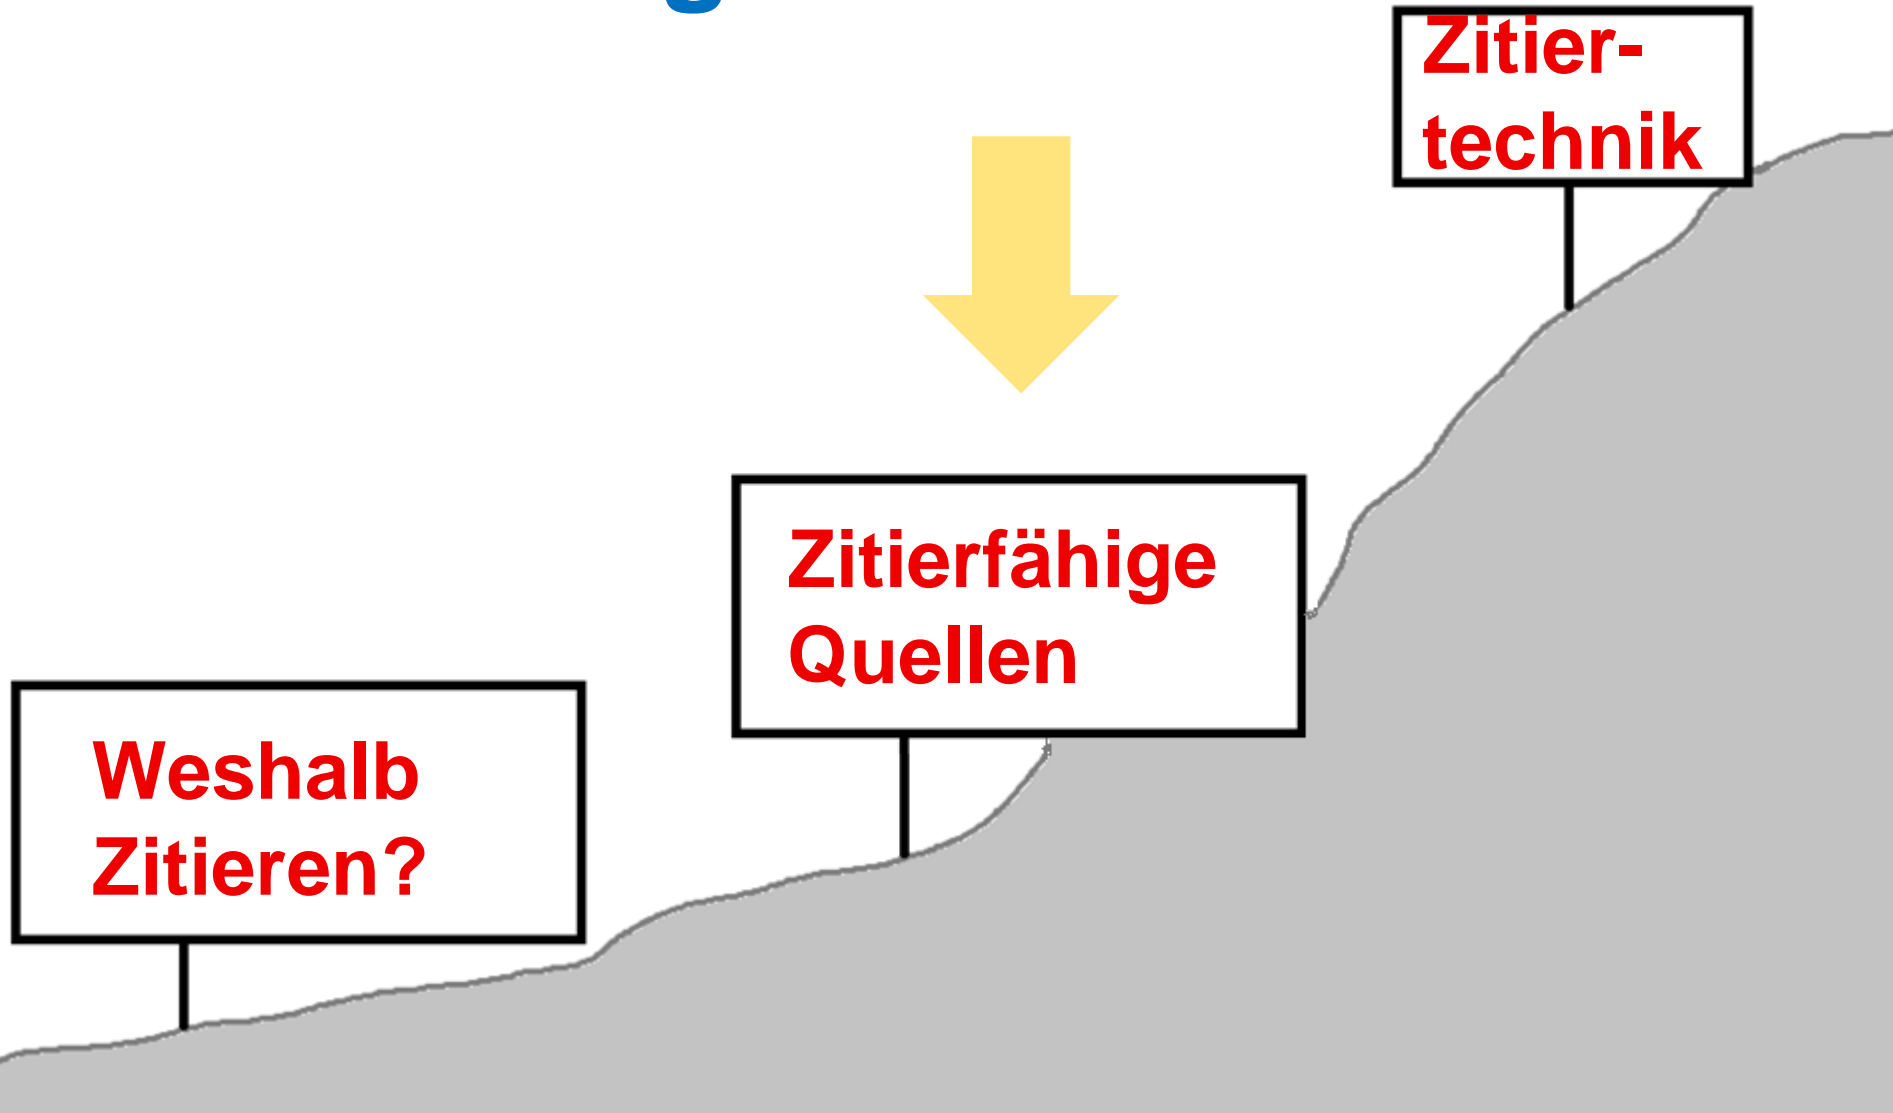 Zitier-
technik
Zitierfähige
Quellen
Weshalb
Zitieren?